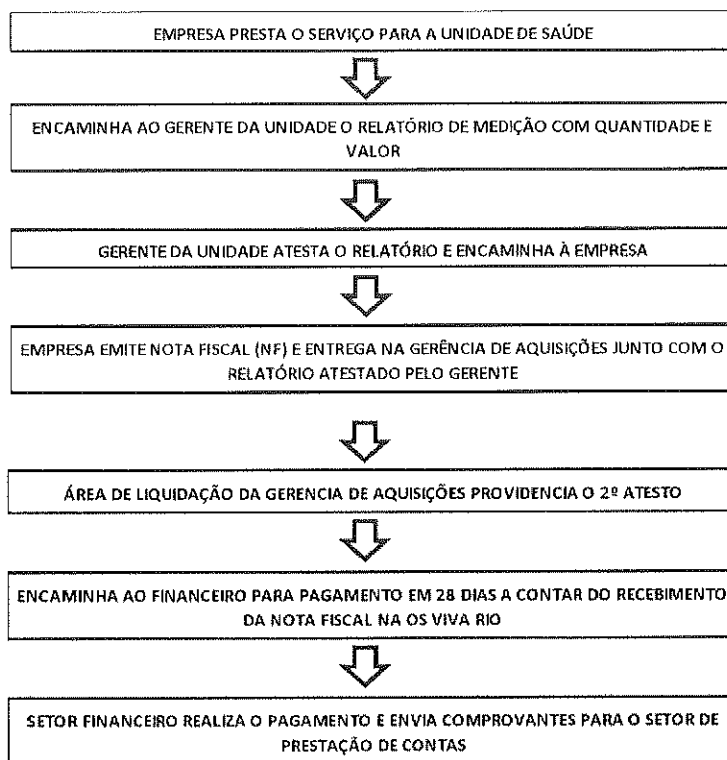 EMPRESA PRESTA O SERVIÇO PARA A UNIDADE DE SAÚDE
ENCAMINHA AO GERENTE DA UNIDADE O RELATÓRIO DE MEDIÇÃO COM QUANTIDADE E
VALOR
GERENTE DA UNIDADE ATESTA O RELATÓRIO E ENCAMINHA À EMPRESA
EMPRESA EMITE NOTA FISCAL (NF) E ENTREGA NA GERÊNCIA DE AQUISIÇÕES JUNTO COM O
RELATÓRIO ATESTADO PELO GERENTE
ÁREA DE LIQUIDAÇÃO DA GERENCIA DE AQUISIÇÕES PROVIDENCIA O 2º ATESTO
ENCAMINHA AO FINANCEIRO PARA PAGAMENTO EM 28 DIAS A CONTAR DO RECEBIMENTO
DA NOTA FISCAL NA OS VIVA RIO
SETOR FINANCEIRO REALIZA O PAGAMENTO E ENVIA COMPROVANTES PARA O SETOR DE
PRESTAÇÃO DE CONTAS